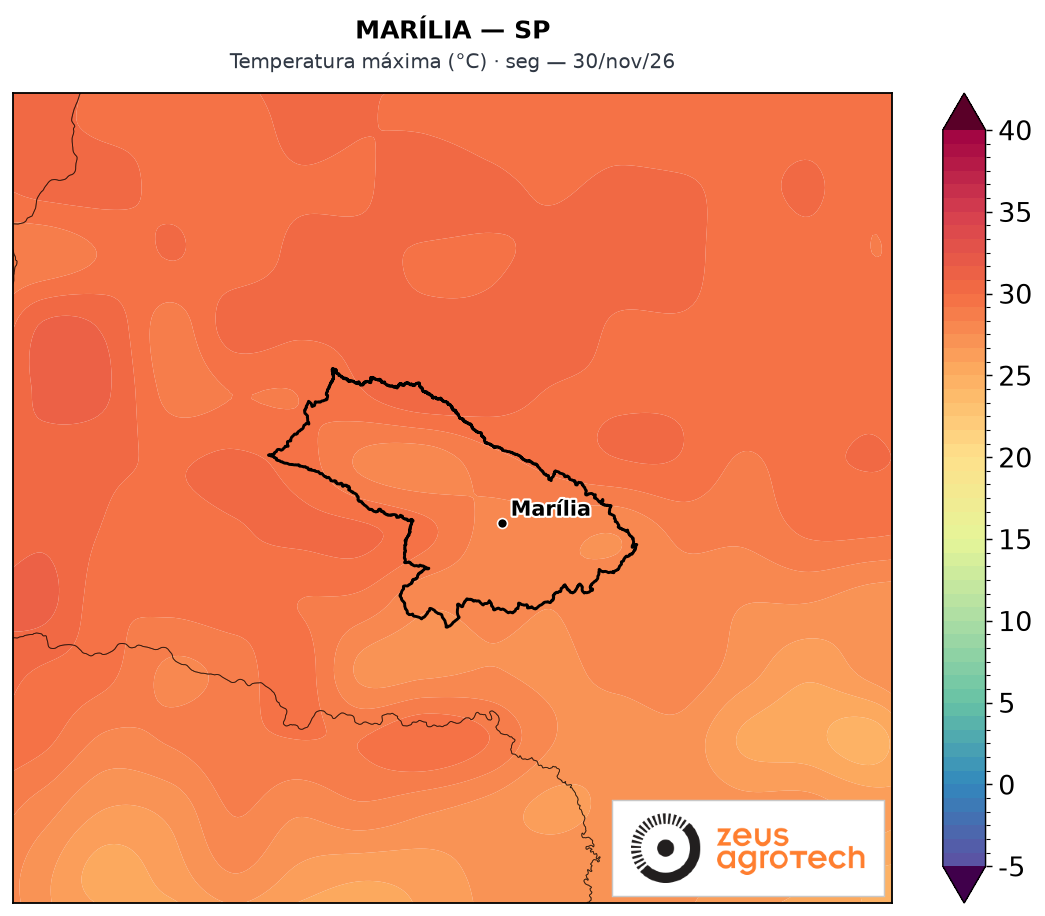 MARÍLIA — SP
Temperatura máxima (°C) · seg — 30/nov/26
40
35
30
25
20
15
10
5
0
-5
Marília
zeus
agrotech